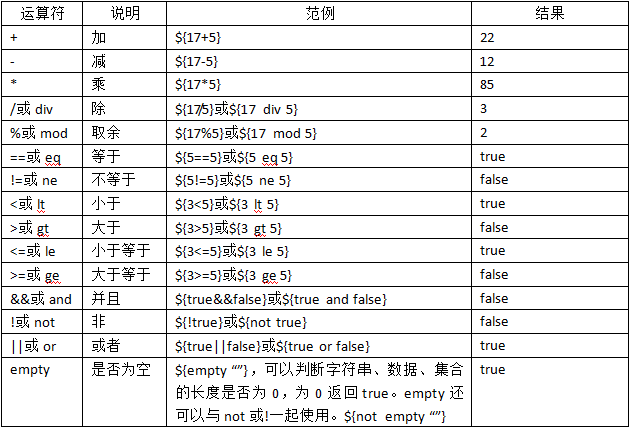 运算符 说明 范例 结果
+ 加 ${17+5} 22
- 减 ${17-5} 12
* 乘 ${17*5} 85
/或 div 除 ${17/5}或${17 div 5} 3
%或 mod 取余 ${17%5}或${17 mod 5} 2
==或 eq 等于 ${5==5}或${5 eq 5} true
!=或 ne 不等于 ${5!=5}或${5 ne 5} false
<或 lt 小于 ${3<5}或${3 lt 5} true
>或 gt 大于 ${3>5}或${3 gt 5} false
<=或 le 小于等于 ${3<=5}或${3 le 5} true
>=或 ge 大于等于 ${3>=5}或${3 ge 5} false
&&或 and 并且 ${true&&false}或${true and false} false
!或 not 非 ${!true}或${not true} false
||或 or 或者 ${true||false}或${true or false} true
empty 是否为空 ${empty “”}，可以判断字符串、数据、集合 true
的长度是否为 0，为 0 返回 true。empty 还
可以与 not 或!一起使用。${not empty “”}